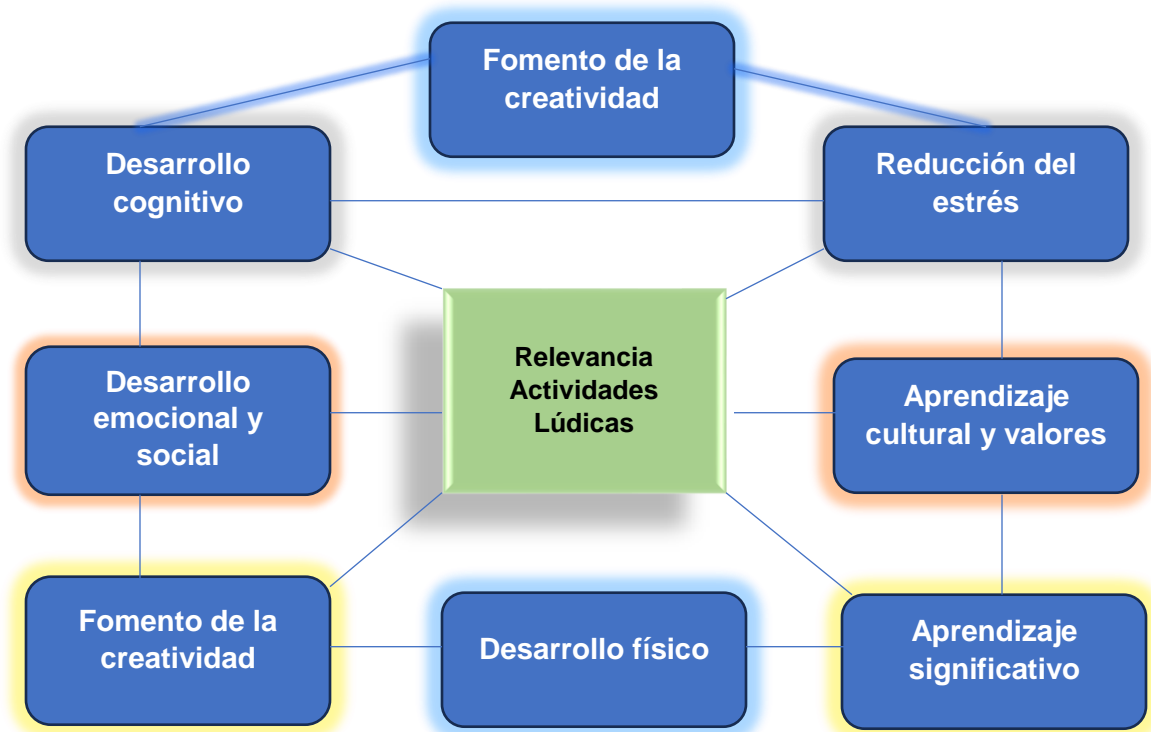 Fomento de la
creatividad
Desarrollo
cognitivo
Reducción del
estrés
Relevancia
Actividades
Lúdicas
Desarrollo
emocional y
social
Aprendizaje
cultural y valores
Fomento de la
creatividad
Desarrollo físico
Aprendizaje
significativo